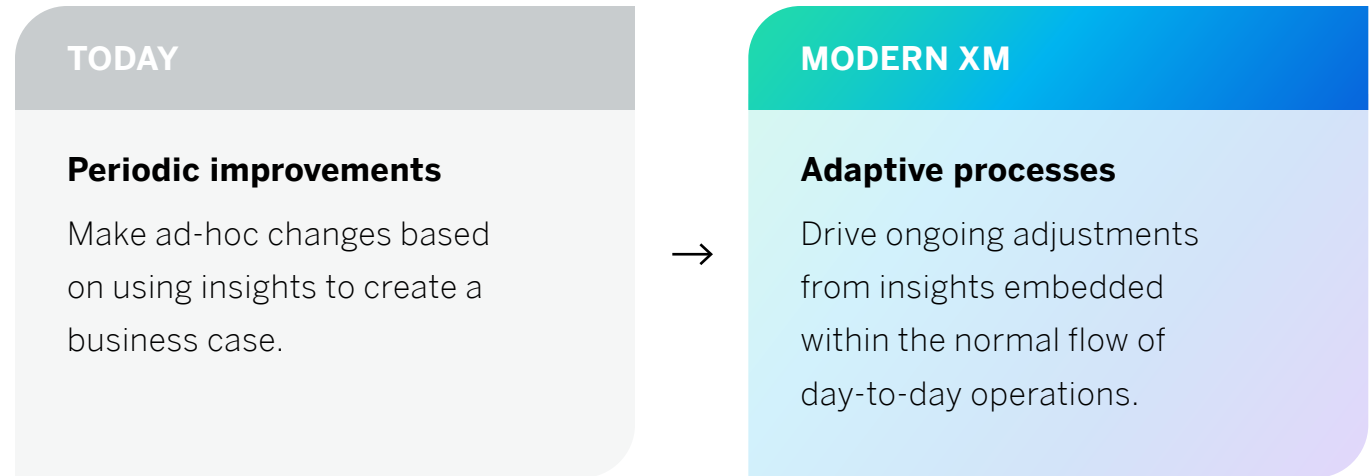 TODAY
Periodic improvements
Make ad-hoc changes based
on using insights to create a
business case.
→
MODERN XM
Adaptive processes
Drive ongoing adjustments
from insights embedded
within the normal flow of
day-to-day operations.